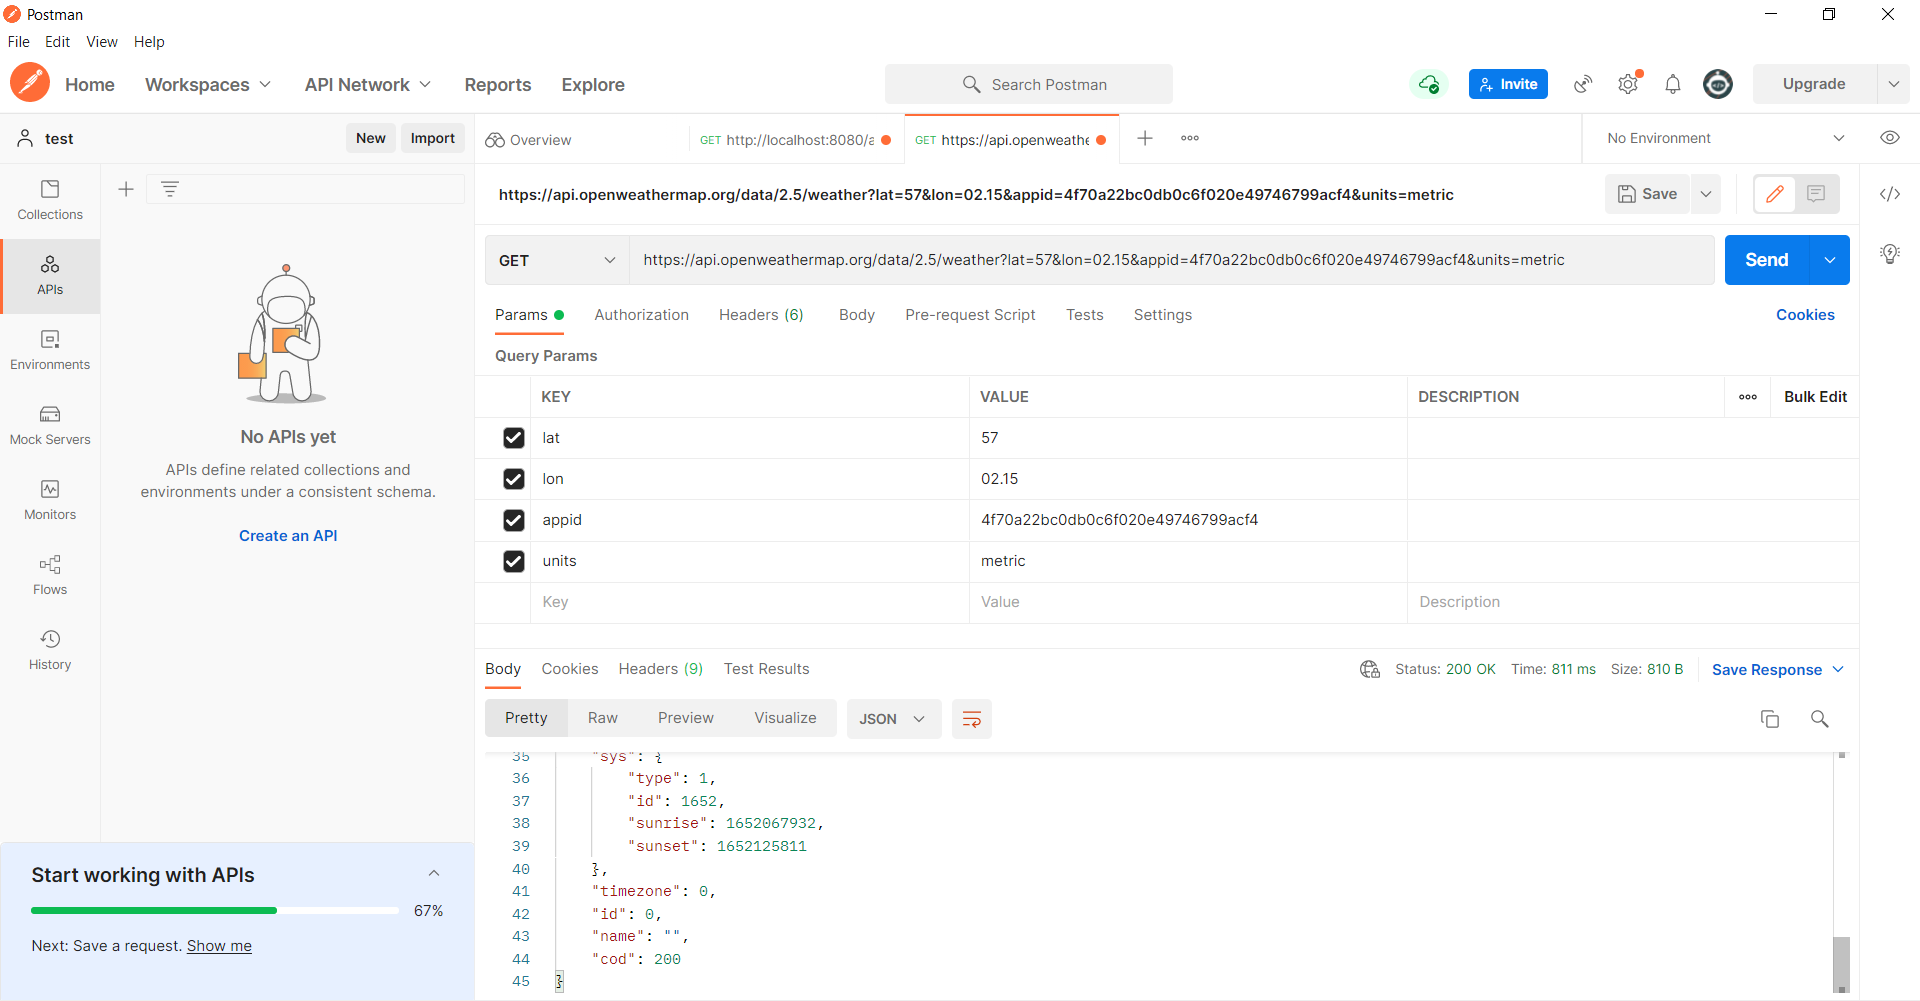 Postman
File Edit View Help
Home Workspaces API Network Reports Explore Search Postman Invite Upgrade
test New Import
Overview GET http://localhost:8080/a GET https://api.openweathe No Environment
Collections
APIs
Environments
Mock Servers
Monitors
Flows
History
No APIs yet
APIs define related collections and
environments under a consistent schema.
Create an API
Start working with APIs
67%
Next: Save a request. Show me
https://api.openweathermap.org/data/2.5/weather?lat=57&lon=02.15&appid=4f70a22bc0db0c6f020e49746799acf4&units=metric Save
GET https://api.openweathermap.org/data/2.5/weather?lat=57&lon=02.15&appid=4f70a22bc0db0c6f020e49746799acf4&units=metric Send
Params Authorization Headers (6) Body Pre-request Script Tests Settings Cookies
Query Params
KEY VALUE DESCRIPTION Bulk Edit
lat 57
lon 02.15
appid 4f70a22bc0db0c6f020e49746799acf4
units metric
Key Value Description
Body Cookies Headers (9) Test Results Status: 200 OK Time: 811 ms Size: 810 B Save Response
Pretty Raw Preview Visualize JSON
35 "sys": {
36 "type": 1,
37 "id": 1652,
38 "sunrise": 1652067932,
39 "sunset": 1652125811
40 },
41 "timezone": 0,
42 "id": 0,
43 "name": "",
44 "cod": 200
45 }